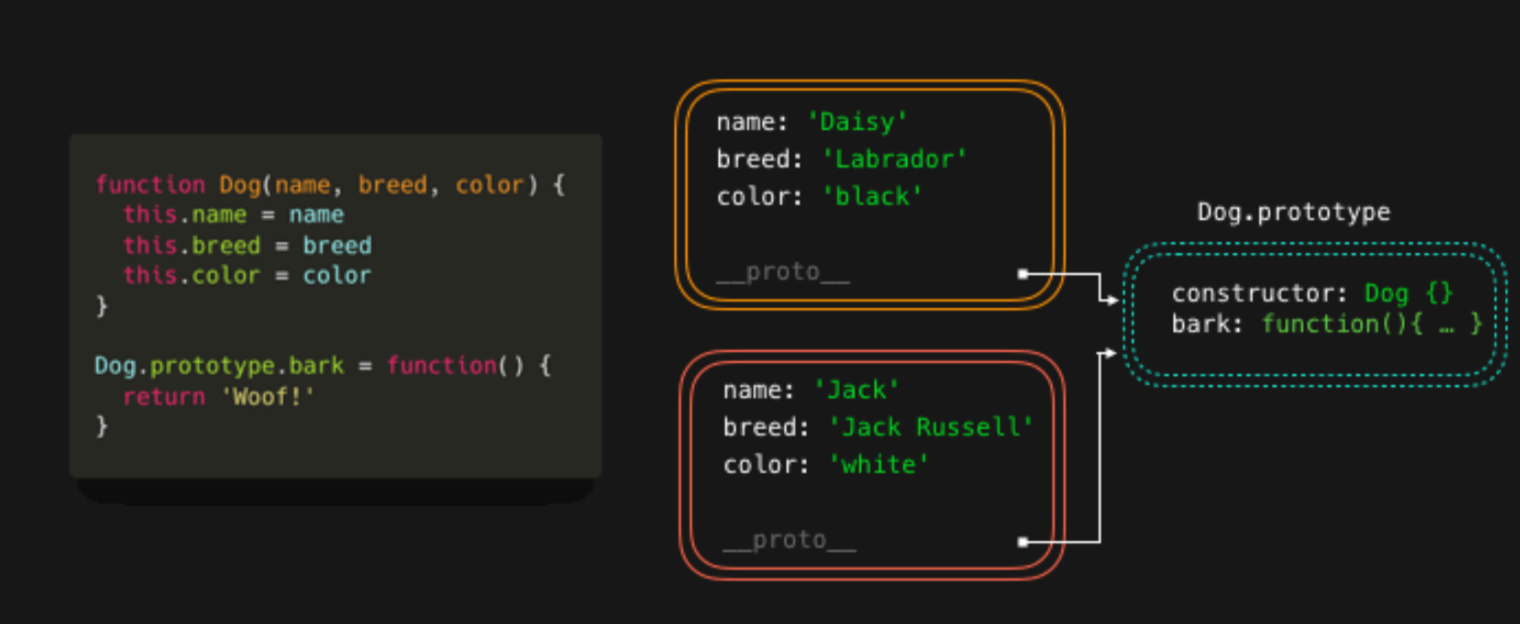 function Dog(name, breed, color) {
  this.name = name
  this.breed = breed
  this.color = color
}

Dog.prototype.bark = function() {
  return 'Woof!'
}
name: 'Daisy'
breed: 'Labrador'
color: 'black'
__proto__
name: 'Jack'
breed: 'Jack Russell'
color: 'white'
__proto__
Dog.prototype
constructor: Dog {}
bark: function(){ … }